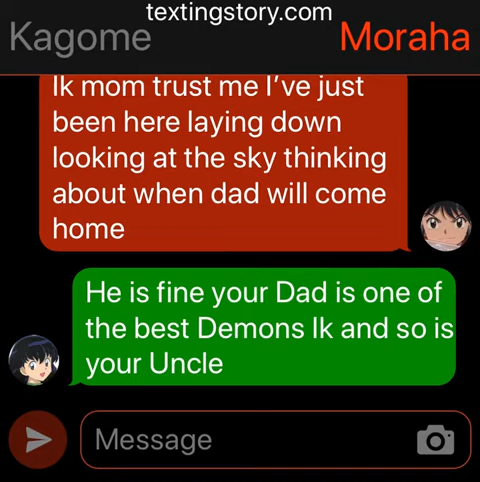 textingstory.com
Kagome Moraha
Ik mom trust me I've just
been here laying down
looking at the sky thinking
about when dad will come
home
He is fine your Dad is one of
the best Demons Ik and so is
your Uncle
Message